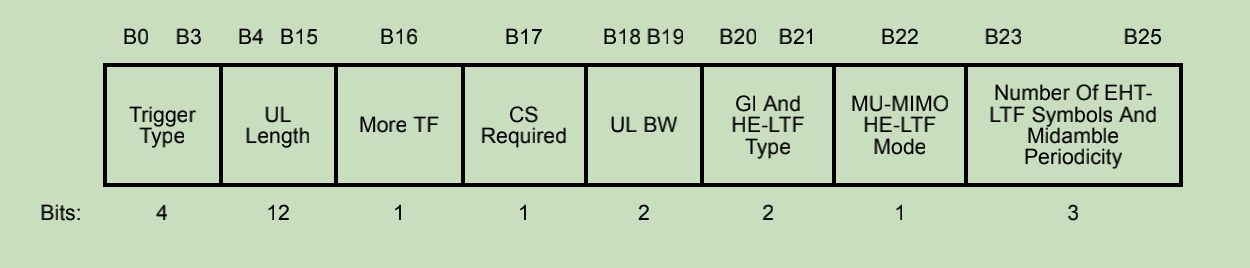 B0 B3 B4 B15 B16 B17 B18 B19 B20 B21 B22 B23 B25
Trigger
Type
UL
Length
More TF
CS
Required
UL BW
GI And
HE-LTF
Type
MU-MIMO
HE-LTF
Mode
Number Of EHT-
LTF Symbols And
Midamble
Periodicity
Bits: 4 12 1 1 2 2 1 3